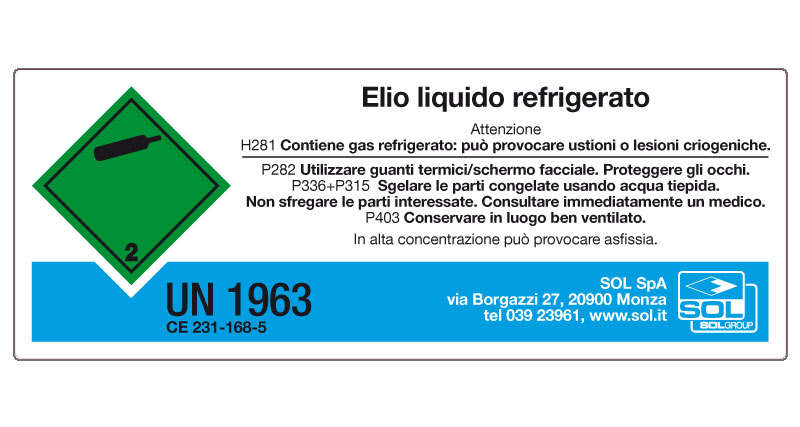 Elio liquido refrigerato
Attenzione
H281 Contiene gas refrigerato: può provocare ustioni o lesioni criogeniche.
P282 Utilizzare guanti termici/schermo facciale. Proteggere gli occhi.
P336+P315 Sgelare le parti congelate usando acqua tiepida.
Non sfregare le parti interessate. Consultare immediatamente un medico.
P403 Conservare in luogo ben ventilato.
In alta concentrazione può provocare asfissia.
2
UN 1963
CE 231-168-5
SOL SpA
via Borgazzi 27, 20900 Monza
tel 039 23961, www.sol.it
SOL
SOLGROUP